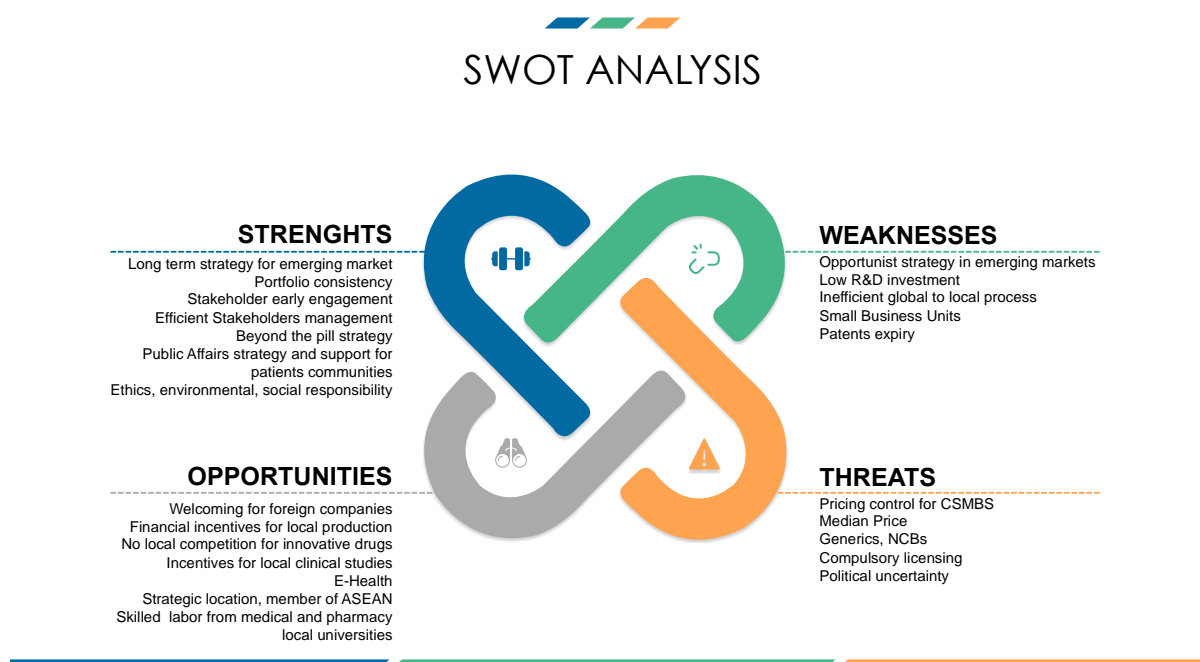 SWOT ANALYSIS
STRENGHTS
Long term strategy for emerging market
Portfolio consistency
Stakeholder early engagement
Efficient Stakeholders management
Beyond the pill strategy
Public Affairs strategy and support for
patients communities
Ethics, environmental, social responsibility
WEAKNESSES
Opportunist strategy in emerging markets
Low R&D investment
Inefficient global to local process
Small Business Units
Patents expiry
OPPORTUNITIES
Welcoming for foreign companies
Financial incentives for local production
No local competition for innovative drugs
Incentives for local clinical studies
E-Health
Strategic location, member of ASEAN
Skilled  labor from medical and pharmacy
local universities
THREATS
Pricing control for CSMBS
Median Price
Generics, NCBs
Compulsory licensing
Political uncertainty